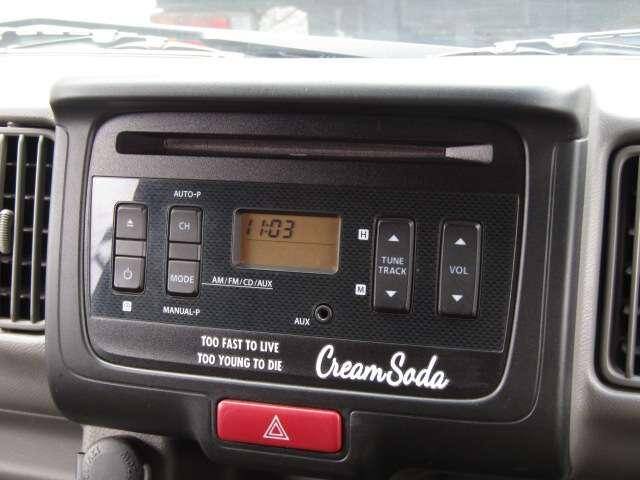 AUTO-P
CH
MODE
AM/FM/CD/AUX
MANUAL-P
11:03
H
M
TUNE
TRACK
VOL
AUX
TOO FAST TO LIVE
TOO YOUNG TO DIE
CreamSoda